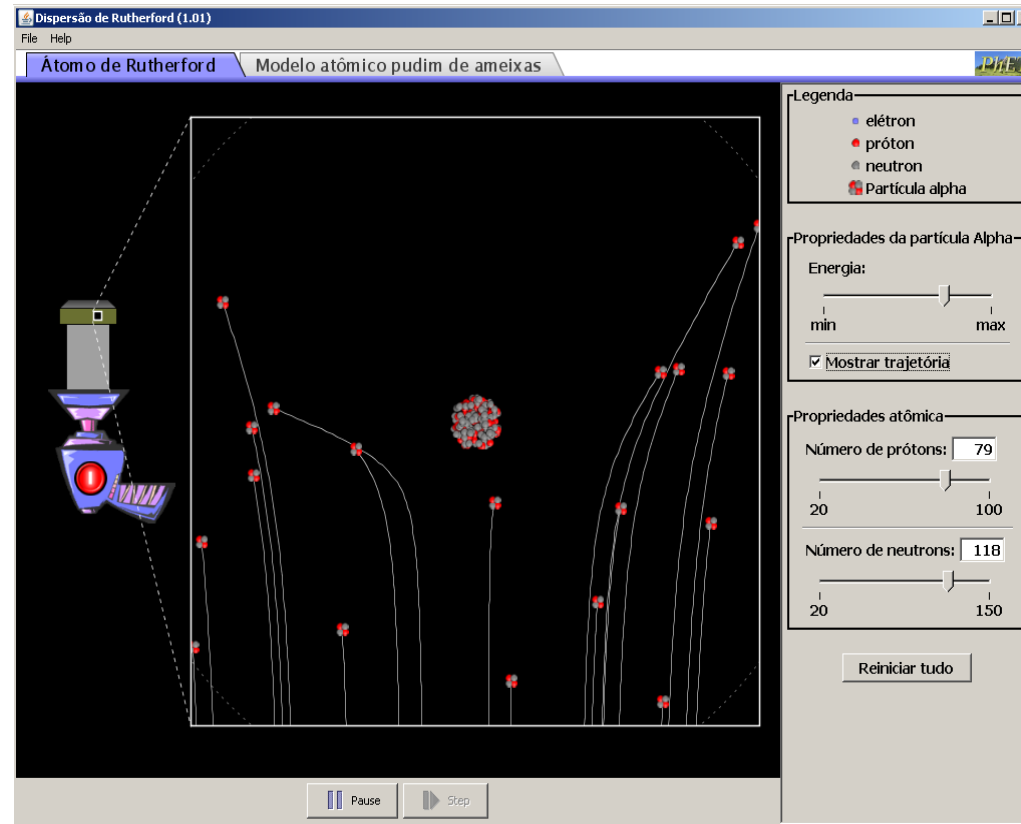 Dispersão de Rutherford (1.01)
File Help
Átomo de Rutherford Modelo atômico pudim de ameixas
PhE
Legenda
elétron
próton
neutron
Partícula alpha
Propriedades da partícula Alpha
Energia:
min max
Mostrar trajetória
Propriedades atômica
Número de prótons: 79
20 100
Número de neutrons: 118
20 150
Reiniciar tudo
Pause Step